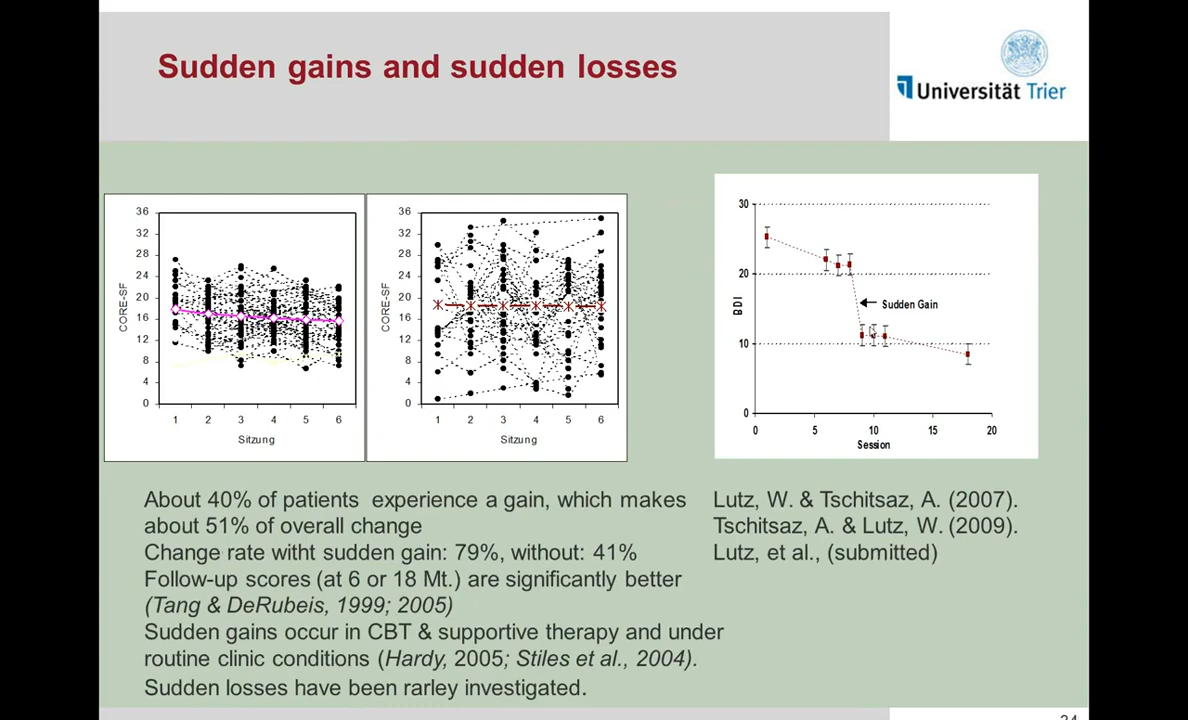 Sudden gains and sudden losses
Universität Trier
36
32
28
24
20
16
12
8
4
0
CORE-SF
1 2 3 4 5 6
Sitzung
36
32
28
24
20
16
12
8
4
0
CORE-SF
1 2 3 4 5 6
Sitzung
30
20
10
0
BDI
Sudden Gain
0 5 10 15 20
Session
About 40% of patients experience a gain, which makes
about 51% of overall change
Change rate witht sudden gain: 79%, without: 41%
Follow-up scores (at 6 or 18 Mt.) are significantly better
(Tang & DeRubeis, 1999; 2005)
Sudden gains occur in CBT & supportive therapy and under
routine clinic conditions (Hardy, 2005; Stiles et al., 2004).
Sudden losses have been rarley investigated.
Lutz, W. & Tschitsaz, A. (2007).
Tschitsaz, A. & Lutz, W. (2009).
Lutz, et al., (submitted)